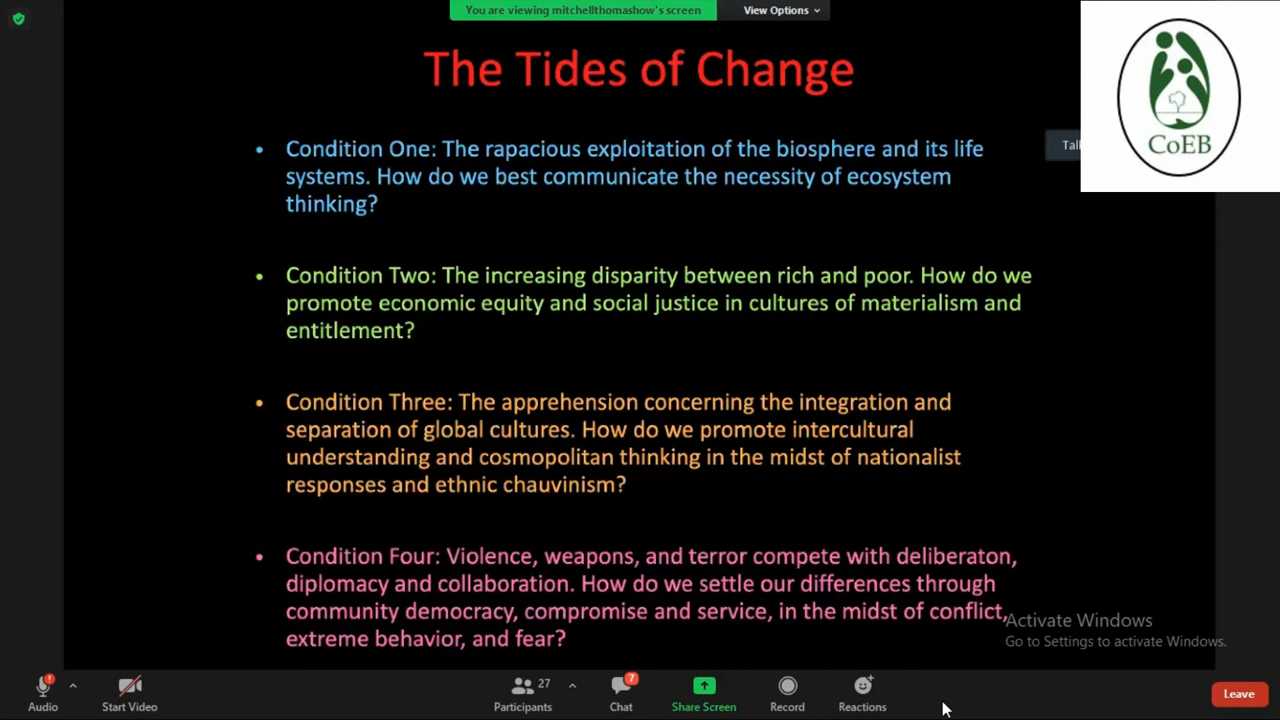 You are viewing mitchellthomashow's screen
View Options
The Tides of Change
CoEB
• Condition One: The rapacious exploitation of the biosphere and its life
systems. How do we best communicate the necessity of ecosystem
thinking?
• Condition Two: The increasing disparity between rich and poor. How do we
promote economic equity and social justice in cultures of materialism and
entitlement?
• Condition Three: The apprehension concerning the integration and
separation of global cultures. How do we promote intercultural
understanding and cosmopolitan thinking in the midst of nationalist
responses and ethnic chauvinism?
• Condition Four: Violence, weapons, and terror compete with deliberaton,
diplomacy and collaboration. How do we settle our differences through
community democracy, compromise and service, in the midst of conflict,
extreme behavior, and fear?
Activate Windows
Go to Settings to activate Windows.
Audio
Start Video
27
Participants
7
Chat
Share Screen
Record
Reactions
Leave